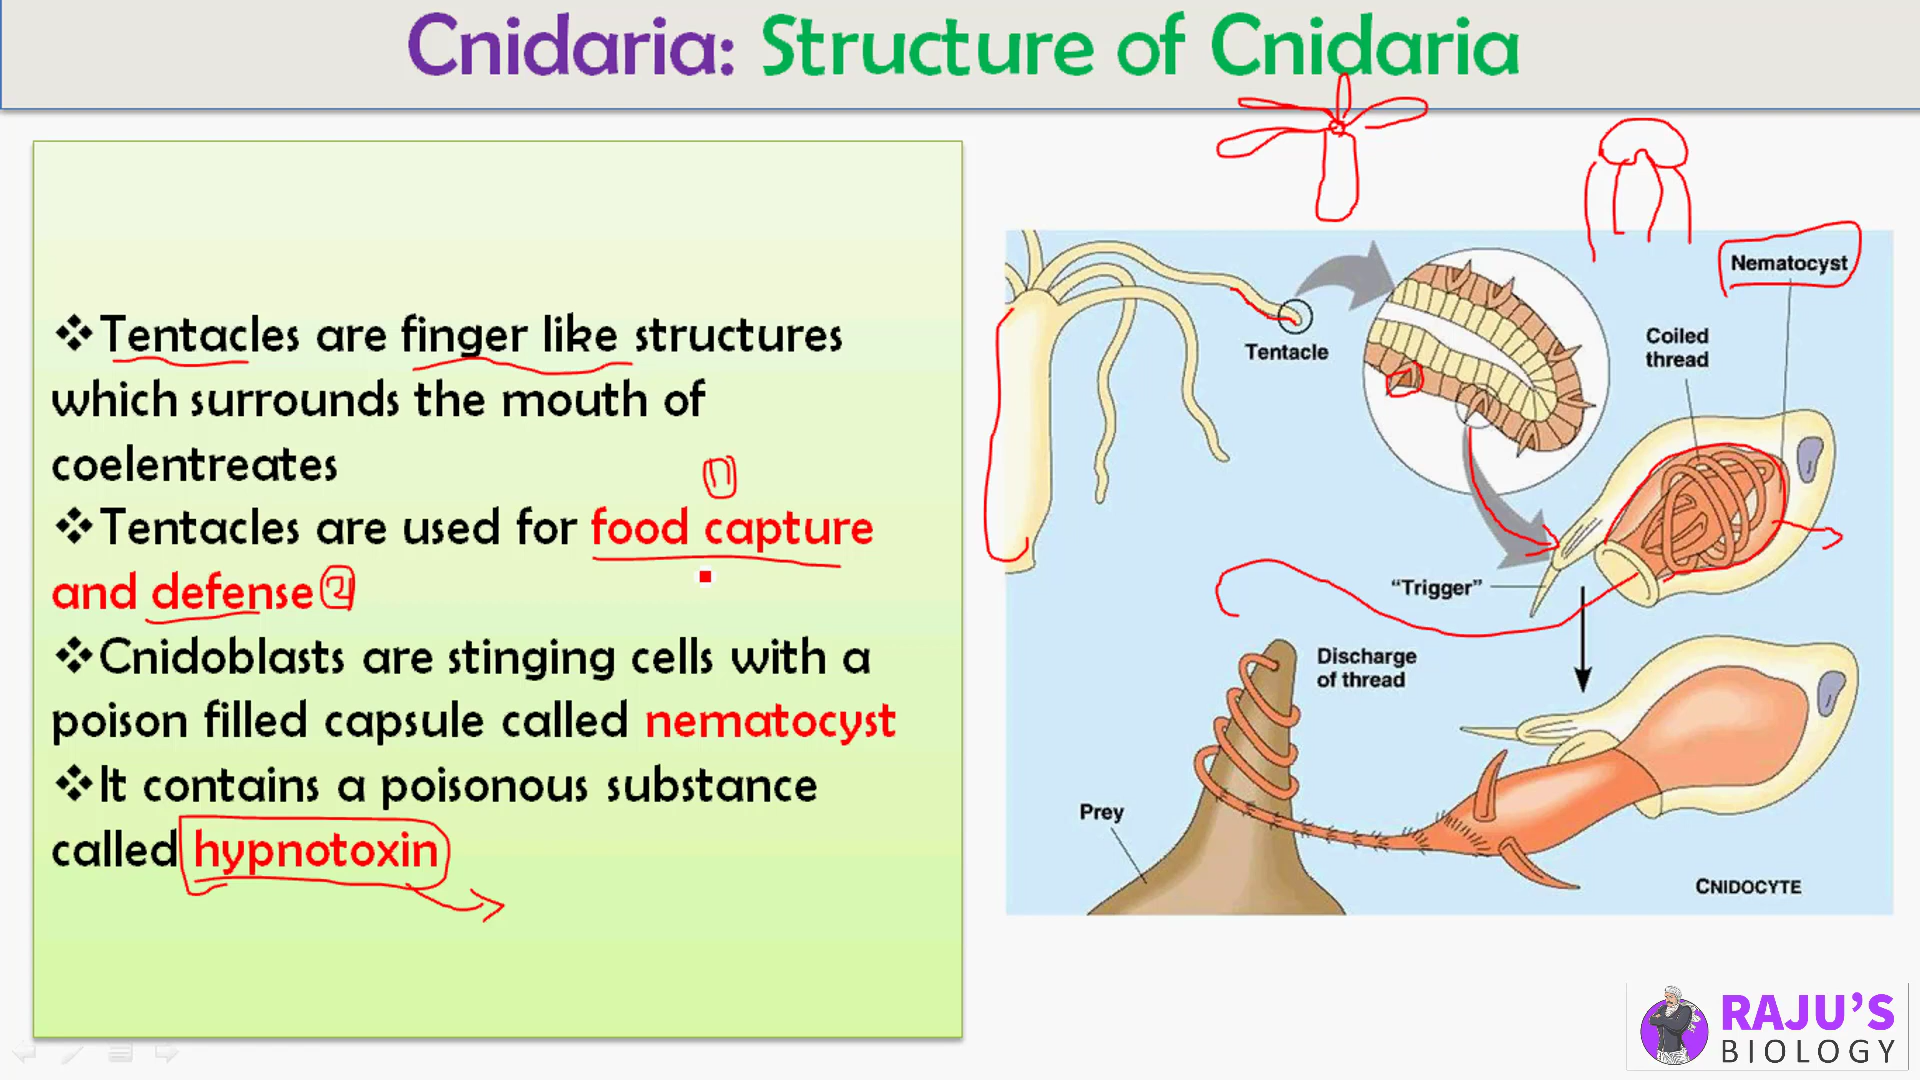 Cnidaria: Structure of Cnidaria
❖Tentacles are finger like structures
which surrounds the mouth of
coelentreates
❖Tentacles are used for food capture
and defense
❖Cnidoblasts are stinging cells with a
poison filled capsule called nematocyst
❖It contains a poisonous substance
called hypnotoxin
Nematocyst
Coiled
thread
Tentacle
"Trigger"
Discharge
of thread
Prey
CNIDOCYTE
RAJU'S
BIOLOGY